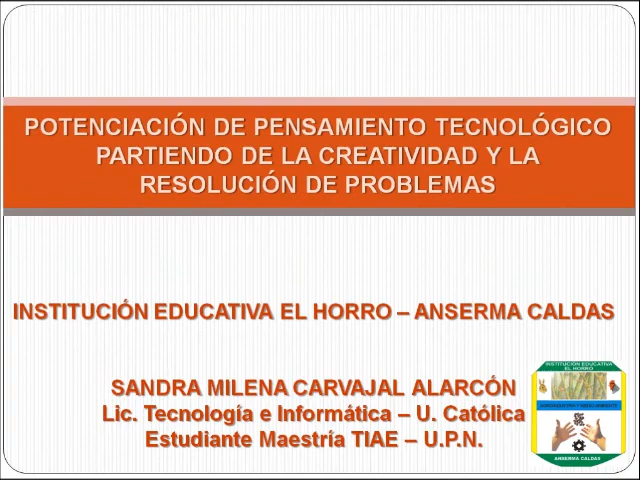 POTENCIACIÓN DE PENSAMIENTO TECNOLÓGICO
PARTIENDO DE LA CREATIVIDAD Y LA
RESOLUCIÓN DE PROBLEMAS
INSTITUCIÓN EDUCATIVA EL HORRO – ANSERMA CALDAS
SANDRA MILENA CARVAJAL ALARCÓN
Lic. Tecnología e Informática – U. Católica
Estudiante Maestría TIAE – U.P.N.
INSTITUCIÓN EDUCATIVA
EL HORRO
ANSERMA CALDAS